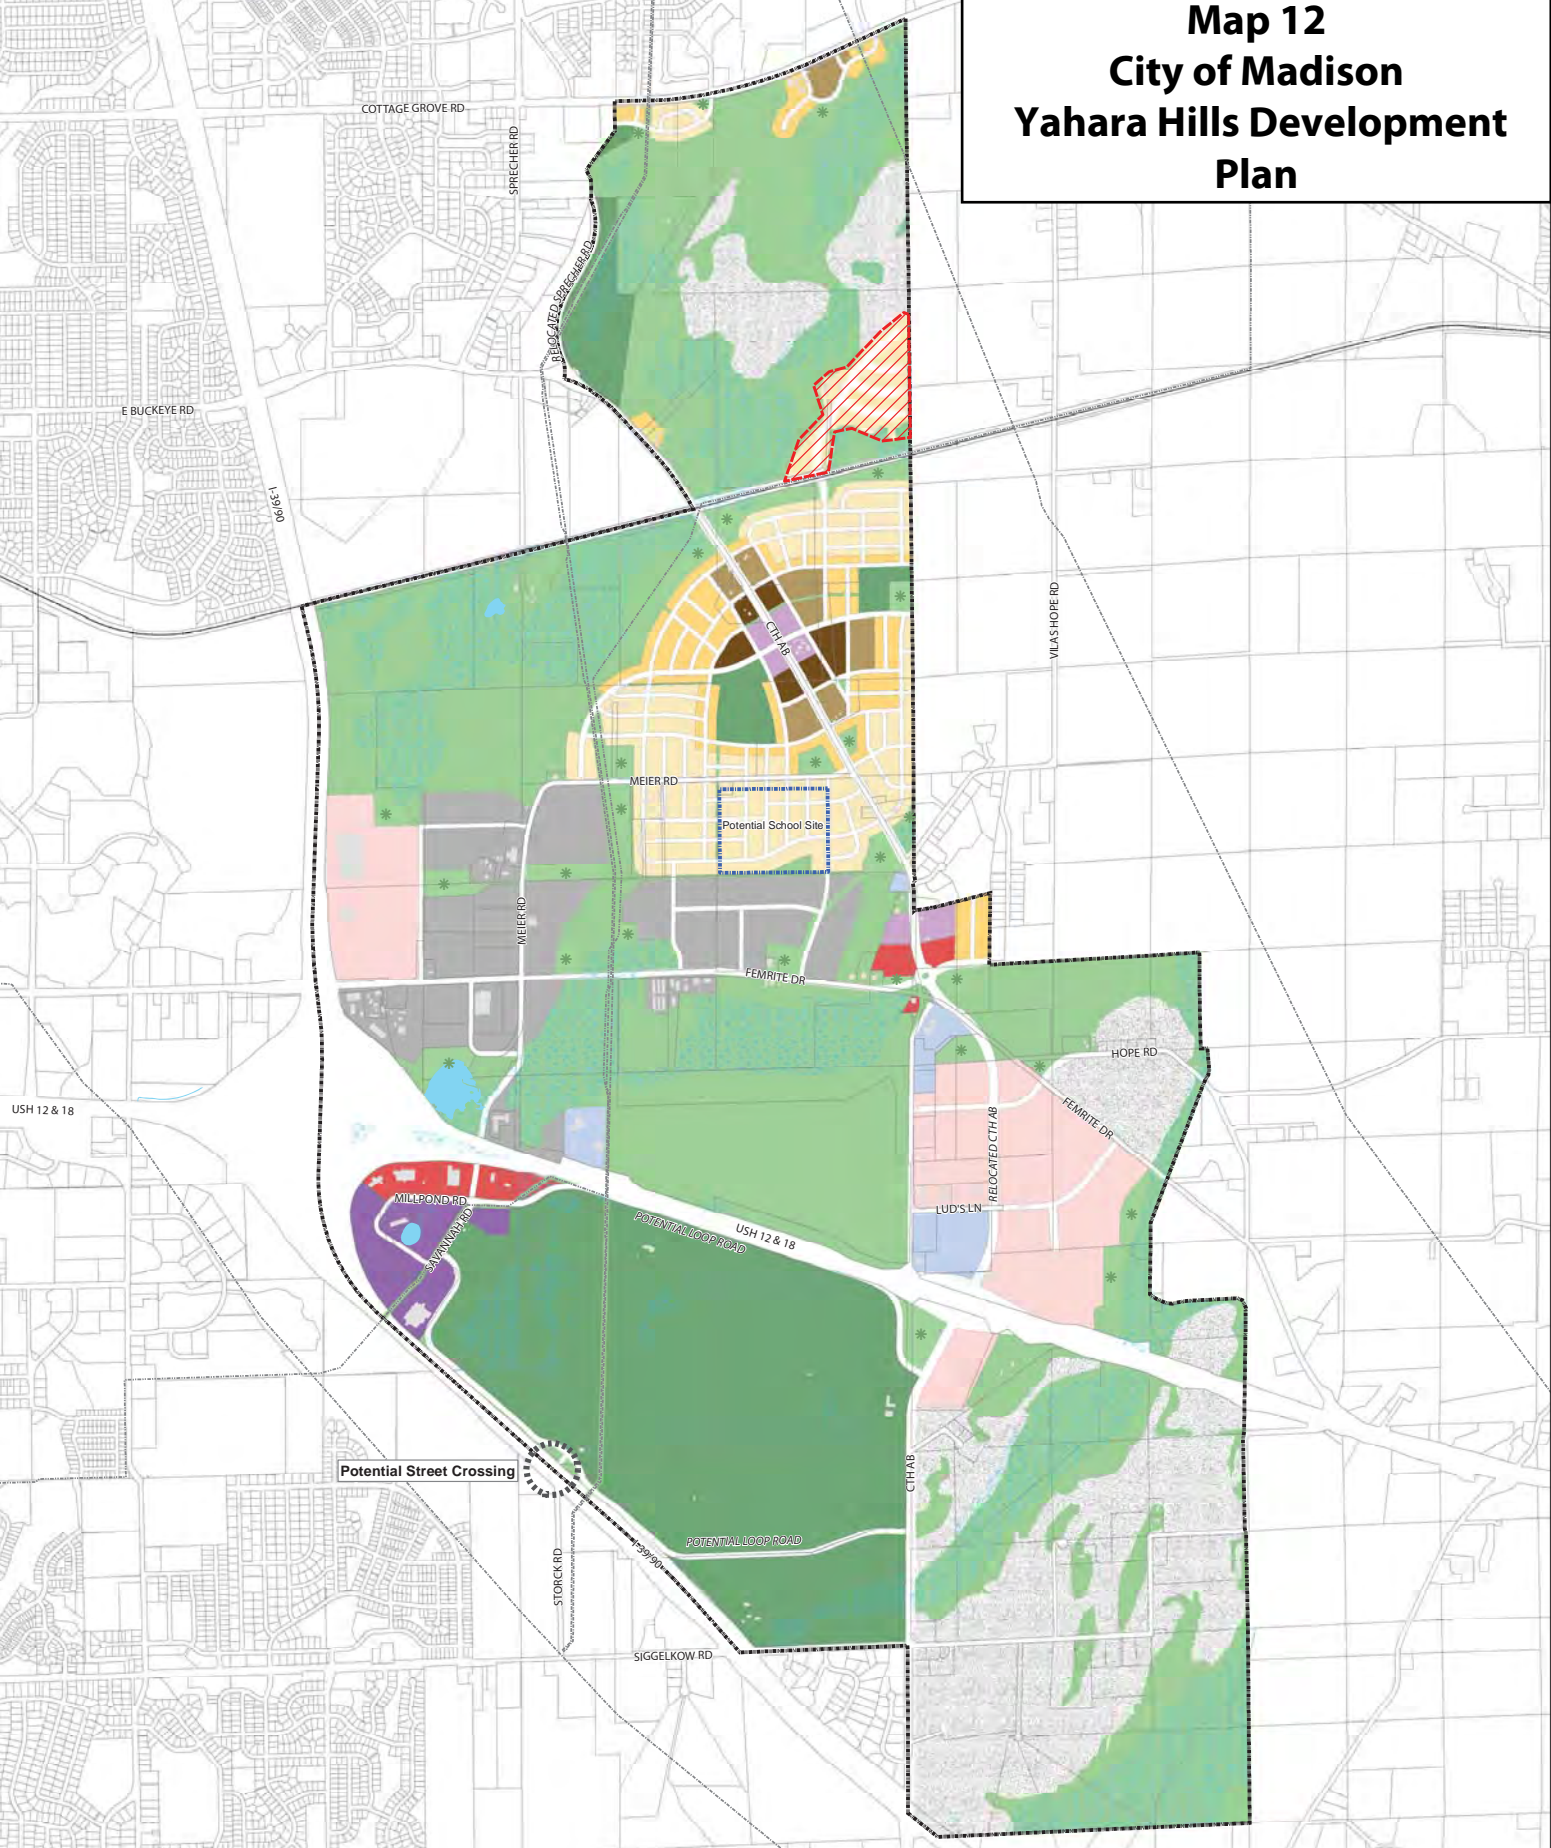 Map 12
City of Madison
Yahara Hills Development
Plan
COTTAGE GROVE RD
SPRECHER RD
RELOCATED SPRECHER RD
E BUCKEYE RD
I-39/90
CTH AB
VILAS HOPE RD
MEIER RD
Potential School Site
MEIER RD
FEMRITE DR
HOPE RD
FEMRITE DR
USH 12 & 18
RELOCATED CTH AB
MILLPOND RD
SAVANNAH RD
LUD'S LN
POTENTIAL LOOP ROAD
USH 12 & 18
Potential Street Crossing
CTH AB
POTENTIAL LOOP ROAD
I-39/90
STORCK RD
SIGGELKOW RD